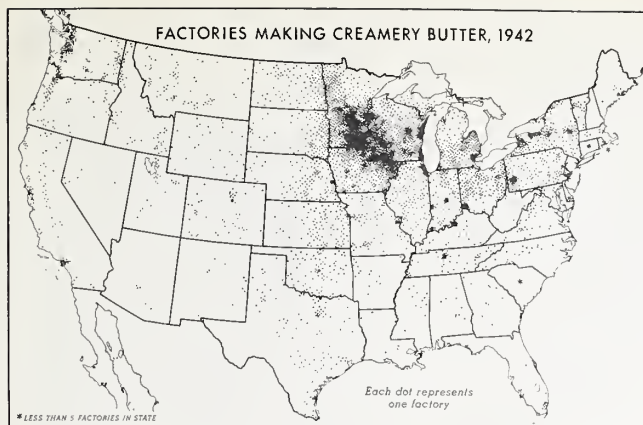 FACTORIES MAKING CREAMERY BUTTER, 1942
Each dot represents
one factory
* LESS THAN 5 FACTORIES IN STATE